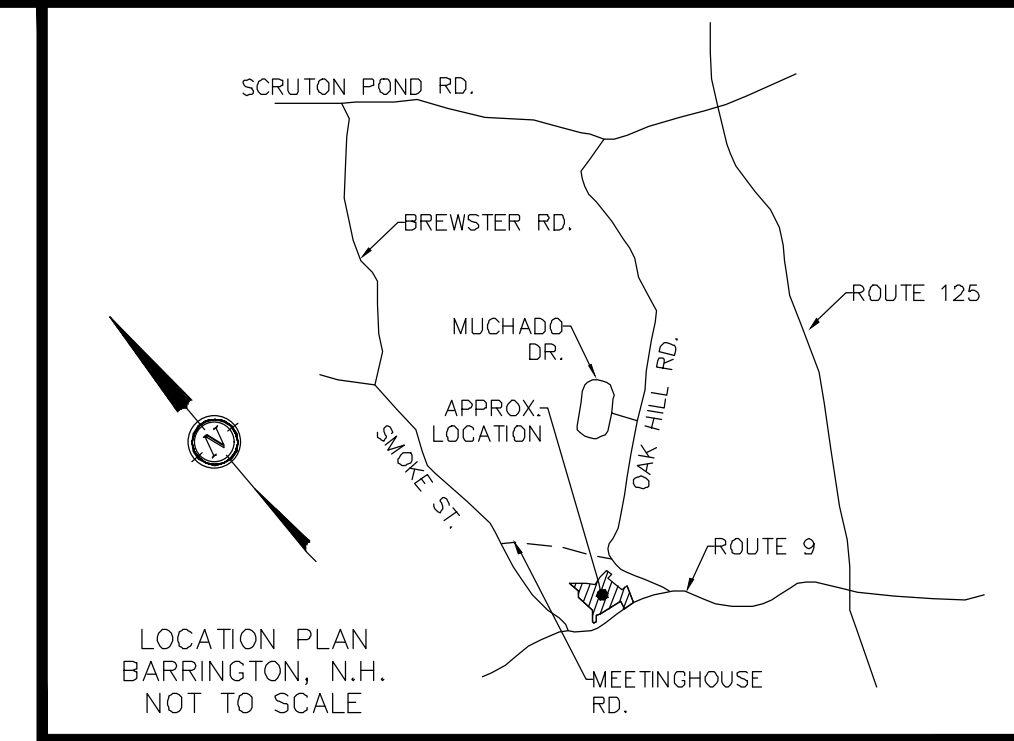 SCRUTON POND RD.
BREWSTER RD.
ROUTE 125
MUCHADO
DR.
OAK HILL RD.
APPROX.
LOCATION
SMOKE ST.
N
ROUTE 9
LOCATION PLAN
BARRINGTON, N.H.
NOT TO SCALE
MEETINGHOUSE
RD.